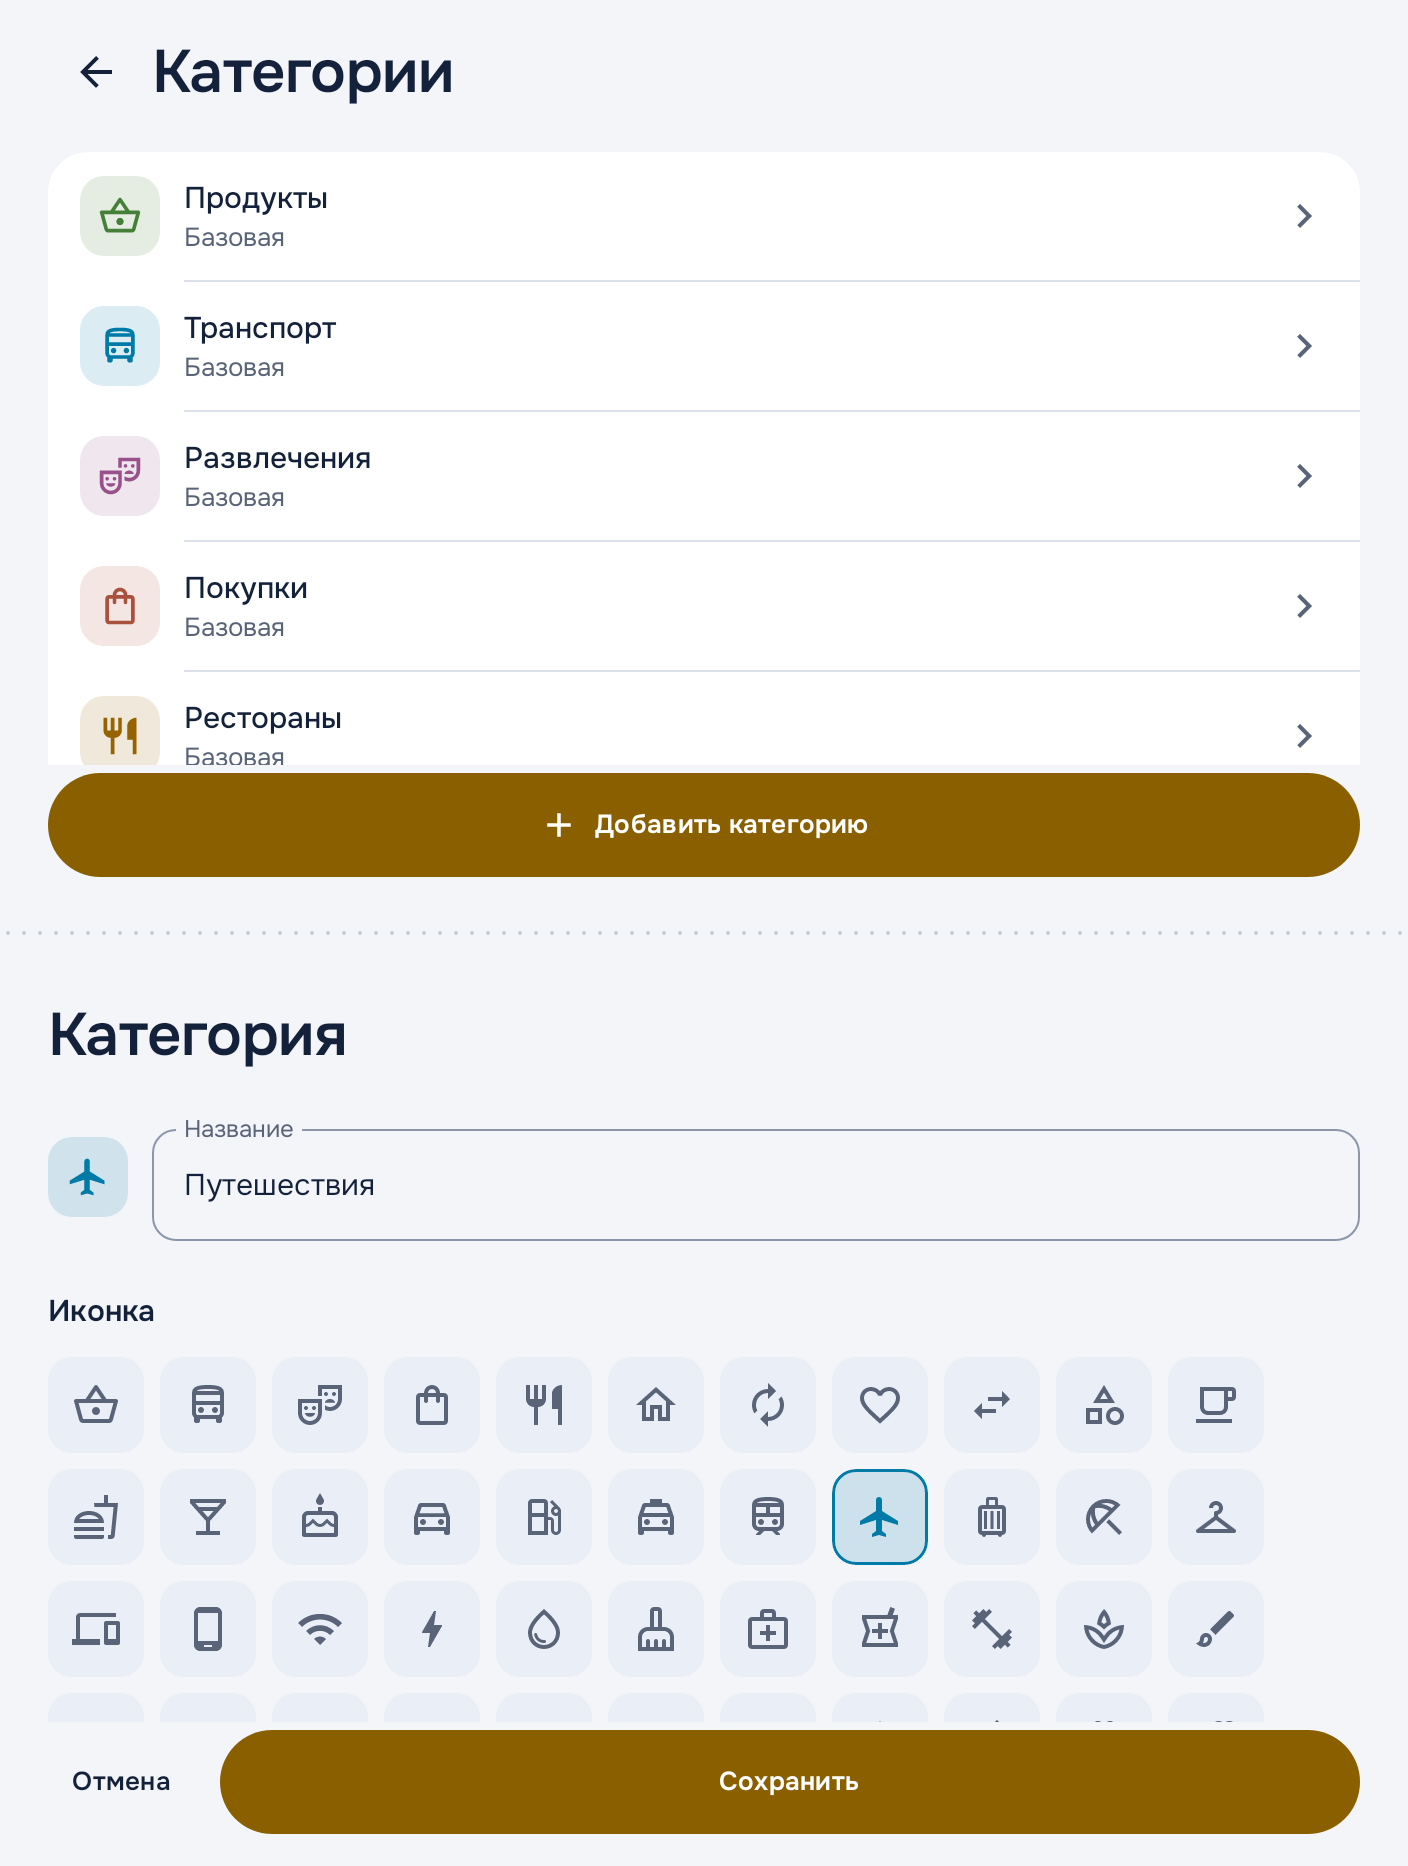 Категории
Продукты
Базовая
Транспорт
Базовая
Развлечения
Базовая
Покупки
Базовая
Рестораны
Базовая
Добавить категорию
Категория
Название
Путешествия
Иконка
Отмена
Сохранить